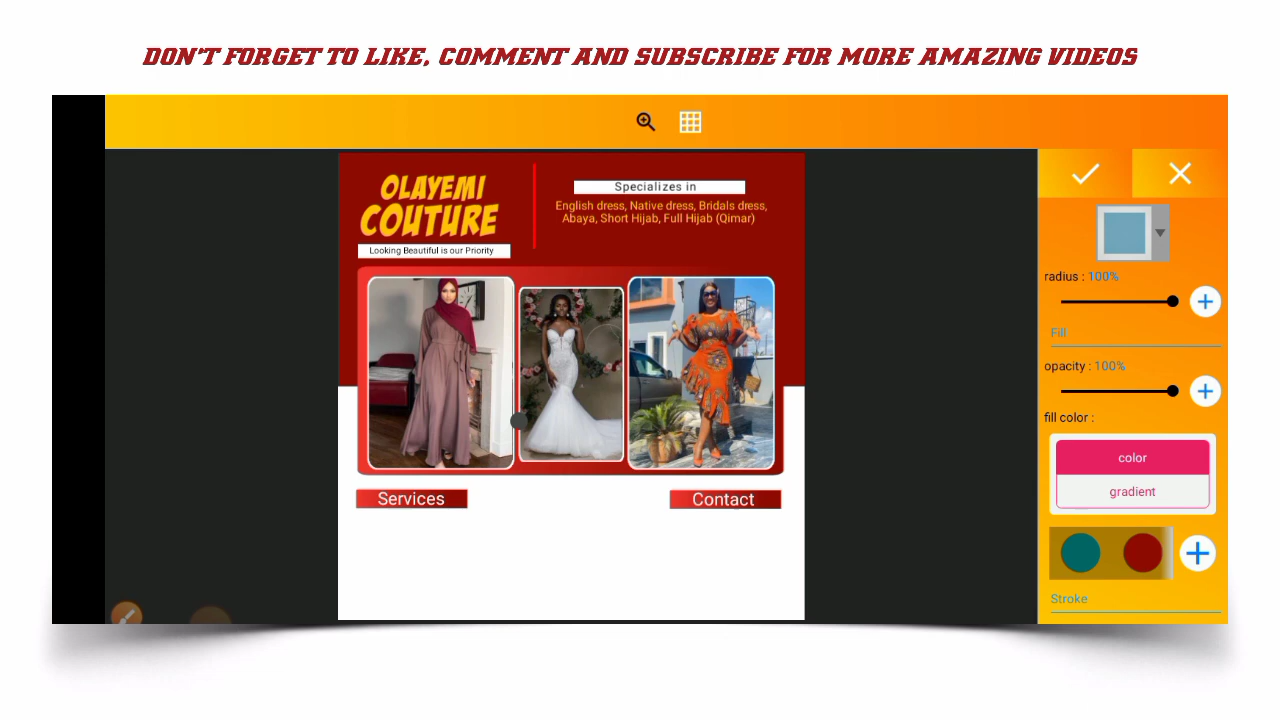 DON'T FORGET TO LIKE, COMMENT AND SUBSCRIBE FOR MORE AMAZING VIDEOS
OLAYEMI
COUTURE
Looking Beautiful is our Priority
Specializes in
English dress, Native dress, Bridals dress,
Abaya, Short Hijab, Full Hijab (Qimar)
Services
Contact
radius : 100%
Fill
opacity : 100%
fill color :
color
gradient
Stroke